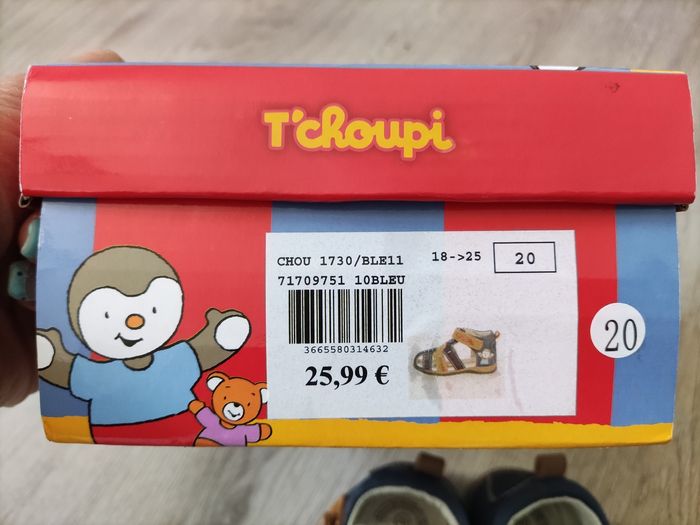 T'choupi
CHOU 1730/BLE11 18->25 20
71709751 10BLEU
3665580314632
25,99 €
20